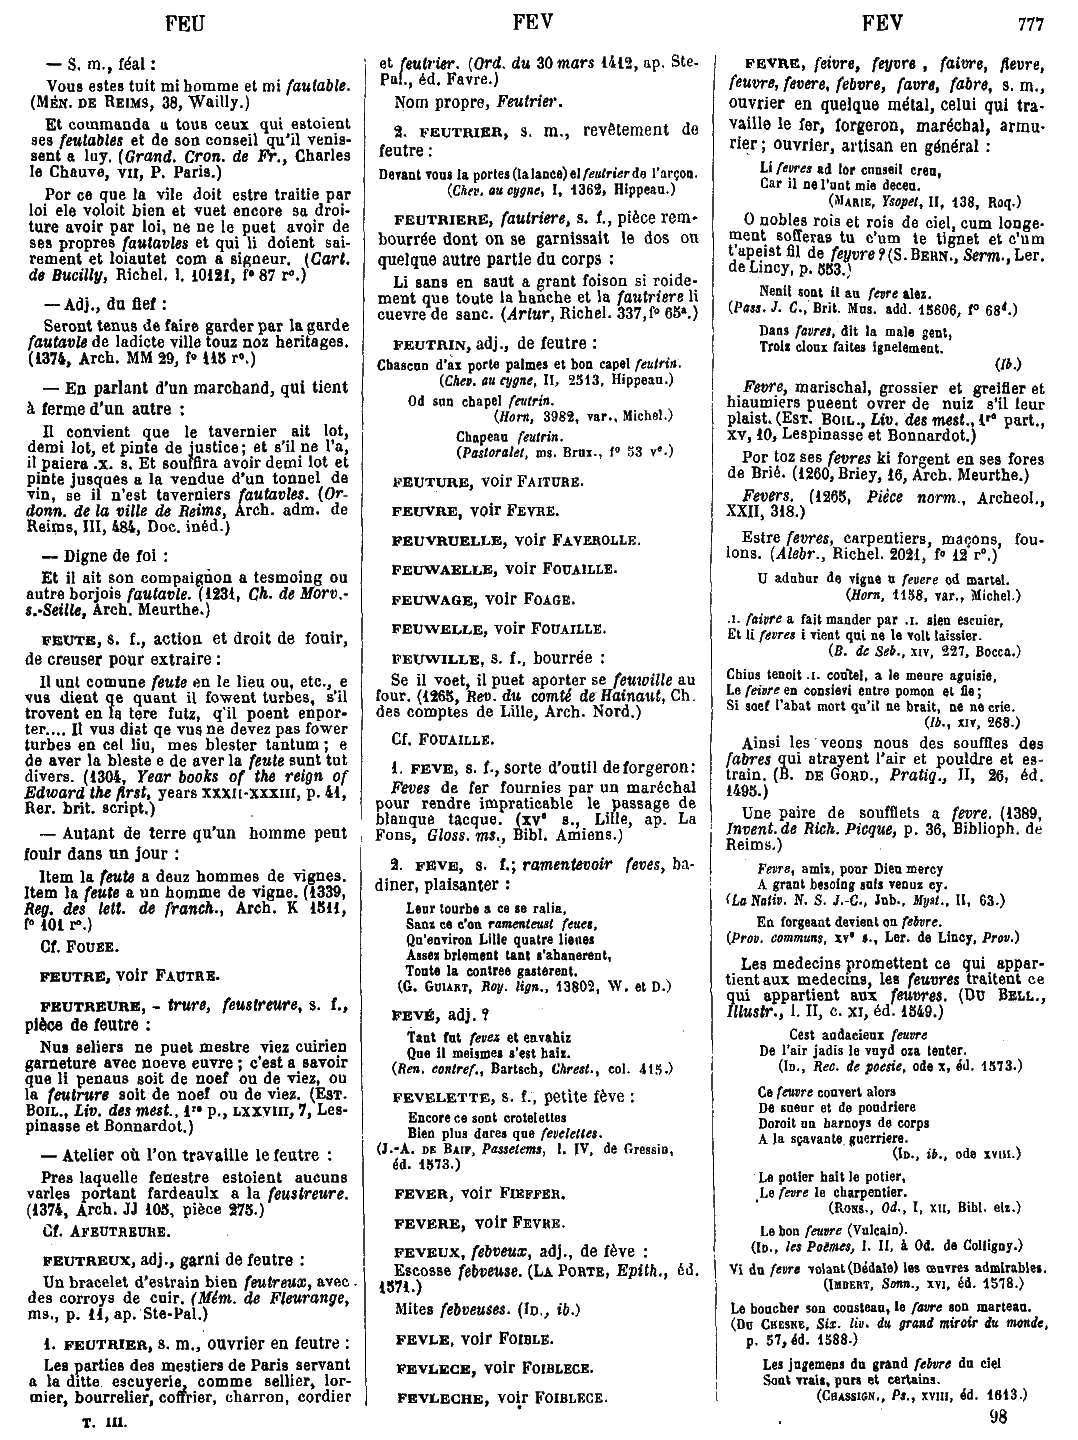 FEU
FEV
FEV
777
— S. m., féal :
Vous estes tuit mi homme et mi fautable.
(MÉN. DE REIMS, 38, Wailly.)
Et commanda a tous ceux qui estoient
ses feutables et de son conseil qu'il venis-
sent a luy. (Grand. Cron. de Fr., Charles
le Chauve, VII, P. Paris.)
Por ce que la vile doit estre traitie par
loi ele voloit bien et vuet encore sa droi-
ture avoir par loi, ne ne le puet avoir de
ses propres fautavles et qui li doient sai-
rement et loiautet com a signeur. (Cart.
de Bucilly, Richel. l. 10121, fº 87 rº.)
— Adj., du fief :
Seront tenus de faire garder par la garde
fautavle de ladicte ville touz noz heritages.
(1374, Arch. MM 29, fº 115 rº.)
— En parlant d'un marchand, qui tient
à ferme d'un autre :
Il convient que le tavernier ait lot,
demi lot, et pinte de justice; et s'il ne l'a,
il paiera .x. s. Et souffira avoir demi lot et
pinte jusques a la vendue d'un tonnel de
vin, se il n'est taverniers fautavles. (Or-
donn. de la ville de Reims, Arch. adm. de
Reims, III, 484, Doc. inéd.)
— Digne de foi :
Et il ait son compaignon a tesmoing ou
autre borjois fautavle. (1231, Ch. de Morv.-
s.-Seille, Arch. Meurthe.)
FEUTE, s. f., action et droit de fouir,
de creuser pour extraire :
Il unt comune feute en le lieu ou, etc., e
vus dient qe quant il fowent turbes, s'il
trovent en la tere futz, q'il poent enpor-
ter.... Il vus dist qe vus ne devez pas fower
turbes en cel liu, mes blester tantum ; e
de aver la bleste e de aver la feute sunt tut
divers. (1304, Year books of the reign of
Edward the first, years XXXII-XXXIII, p. 41,
Rer. brit. script.)
— Autant de terre qu'un homme peut
fouir dans un jour :
Item la feute a deuz hommes de vignes.
Item la feute a un homme de vigne. (1339,
Reg. des lett. de franch., Arch. K 1511,
fº 101 rº.)
Cf. FOUEE.
FEUTRE, voir FAUTRE.
FEUTREURE, - trure, feustreure, s. f.,
pièce de feutre :
Nus seliers ne puet mestre viez cuirien
garneture avec noeve euvre ; c'est a savoir
que li penaus soit de noef ou de viez, ou
la feutrure soit de noef ou de viez. (EST.
BOIL., Liv. des mest., 1re p., LXXVIII, 7, Les-
pinasse et Bonnardot.)
— Atelier où l'on travaille le feutre :
Pres laquelle fenestre estoient aucuns
varles portant fardeaulx a la feustreure.
(1374, Arch. JJ 105, pièce 275.)
Cf. AFEUTREURE.
FEUTREUX, adj., garni de feutre :
Un bracelet d'estrain bien feutreux, avec
des corroys de cuir. (Mém. de Fleurange,
ms., p. 11, ap. Ste-Pal.)
1. FEUTRIER, s. m., ouvrier en feutre :
Les parties des mestiers de Paris servant
a la ditte escuyerie, comme sellier, lor-
mier, bourrelier, coffrier, charron, cordier
T. III.
et feutrier. (Ord. du 30 mars 1412, ap. Ste-
Pal., éd. Favre.)
Nom propre, Feutrier.
2. FEUTRIER, s. m., revêtement de
feutre :
Devant vous la portes (la lance) el feutrier de l'arçon.
(Chev. au cygne, I, 1362, Hippeau.)
FEUTRIERE, fautriere, s. f., pièce rem-
bourrée dont on se garnissait le dos ou
quelque autre partie du corps :
Li sans en saut a grant foison si roide-
ment que toute la hanche et la fautriere li
cuevre de sanc. (Artur, Richel. 337, fº 65ª.)
FEUTRIN, adj., de feutre :
Chascun d'ax porte palmes et bon capel feutrin.
(Chev. au cygne, II, 2513, Hippeau.)
Od sun chapel feutrin.
(Horn, 3982, var., Michel.)
Chapeau feutrin.
(Pastoralet, ms. Brux., fº 53 vº.)
FEUTURE, voir FAITURE.
FEUVRE, voir FEVRE.
FEUVRUELLE, voir FAVEROLLE.
FEUWAELLE, voir FOUAILLE.
FEUWAGE, voir FOAGE.
FEUWELLE, voir FOUAILLE.
FEUWILLE, s. f., bourrée :
Se il voet, il puet aporter se feuwille au
four. (1265, Rev. du comté de Hainaut, Ch.
des comptes de Lille, Arch. Nord.)
Cf. FOUAILLE.
1. FEVE, s. f., sorte d'outil de forgeron:
Feves de fer fournies par un maréchal
pour rendre impraticable le passage de
blanque tacque. (XVe s., Lille, ap. La
Fons, Gloss. ms., Bibl. Amiens.)
2. FEVE, s. f.; ramentevoir feves, ba-
diner, plaisanter :
Leur tourbe a ce se ralia,
Sanz ce c'on ramenteust feues,
Qu'environ Lille quatre lieues
Assez briement tant s'ahanerent,
Toute la contree gasterent.
(G. GUIART, Roy. lign., 13802, W. et D.)
FEVÉ, adj. ?
Tant fut fevez et envahiz
Que il meismes s'est haiz.
(Ren. contref., Bartsch, Chrest., col. 415.)
FEVELETTE, s. f., petite fève :
Encore ce sont crotelettes
Bien plus dures que fevelettes.
(J.-A. DE BAIF, Passetems, l. IV, de Gressin,
éd. 1573.)
FEVER, voir FIEFFER.
FEVERE, voir FEVRE.
FEVEUX, febveux, adj., de fève :
Escosse febveuse. (LA PORTE, Epith., éd.
1571.)
Mites febveuses. (ID., ib.)
FEVLE, voir FOIBLE.
FEVLECE, voir FOIBLECE.
FEVLECHE, voir FOIBLECE.
FEVRE, feivre, feyvre, faivre, fievre,
feuvre, fevere, febvre, favre, fabre, s. m.,
ouvrier en quelque métal, celui qui tra-
vaille le fer, forgeron, maréchal, armu-
rier ; ouvrier, artisan en général :
Li fevres ad lor cunseil creu,
Car il ne l'unt mie deceu.
(MARIE, Ysopet, II, 138, Roq.)
O nobles rois et rois de ciel, cum longe-
ment sofferas tu c'um te tignet et c'um
t'apeist fil de feyvre ? (S. BERN., Serm., Ler.
de Lincy, p. 553.)
Nenil sont il au fevre alez.
(Pass. J. C., Brit. Mus. add. 15606, fº 68d.)
Dans favres, dit la male gent,
Trois cloux faites ignelement.
(Ib.)
Fevre, marischal, grossier et greifier et
hiaumiers pueent ovrer de nuiz s'il leur
plaist. (EST. BOIL., Liv. des mest., 1re part.,
XV, 10, Lespinasse et Bonnardot.)
Por toz ses fevres ki forgent en ses fores
de Brié. (1260, Briey, 16, Arch. Meurthe.)
Fevers. (1265, Pièce norm., Archeol.,
XXII, 318.)
Estre fevres, carpentiers, maçons, fou-
lons. (Alebr., Richel. 2021, fº 12 rº.)
U adubur de vigne u fevere od martel.
(Horn, 1158, var., Michel.)
.I. faivre a fait mander par .I. sien escuier,
Et li fevres i vient qui ne le volt laissier.
(B. de Seb., XIV, 227, Bocca.)
Chius tenoit .I. coutel, a le meure aguisie,
Le feivre en consievi entre pomon et fie;
Si soef l'abat mort qu'il ne brait, ne ne crie.
(Ib., XIV, 268.)
Ainsi les veons nous des souffles des
fabres qui atrayent l'air et pouldre et es-
train. (B. DE GORD., Pratiq., II, 26, éd.
1495.)
Une paire de soufflets a fevre. (1389,
Invent. de Rich. Picque, p. 36, Biblioph. de
Reims.)
Fevre, amiz, pour Dieu mercy
A grant besoing suis venuz cy.
(La Nativ. N. S. J.-C., Jub., Myst., II, 63.)
En forgeant devient on febvre.
(Prov. communs, XVe s., Ler. de Lincy, Prov.)
Les medecins promettent ce qui appar-
tient aux medecins, les feuvres traitent ce
qui appartient aux feuvres. (DU BELL.,
Illustr., l. II, c. XI, éd. 1549.)
Cest audacieux feuvre
De l'air jadis le vuyd oza tenter.
(ID., Rec. de poesie, ode X, éd. 1573.)
Ce feuvre couvert alors
De sueur et de poudriere
Doroit un harnoys de corps
A la sçavante guerriere.
(ID., ib., ode XVIII.)
Le potier hait le potier,
Le fevre le charpentier.
(RONS., Od., I, XII, Bibl. elz.)
Le bon feuvre (Vulcain).
(ID., les Poëmes, l. II, à Od. de Colligny.)
Vi du fevre volant (Dédale) les œuvres admirables.
(IMBERT, Sonn., XVI, éd. 1578.)
Le boucher son cousteau, le favre son marteau.
(DU CHESNE, Six. liv. du grand miroir du monde,
p. 57, éd. 1588.)
Les jugemens du grand febvre du ciel
Sont vrais, purs et certains.
(CHASSIGN., Ps., XVIII, éd. 1613.)
98